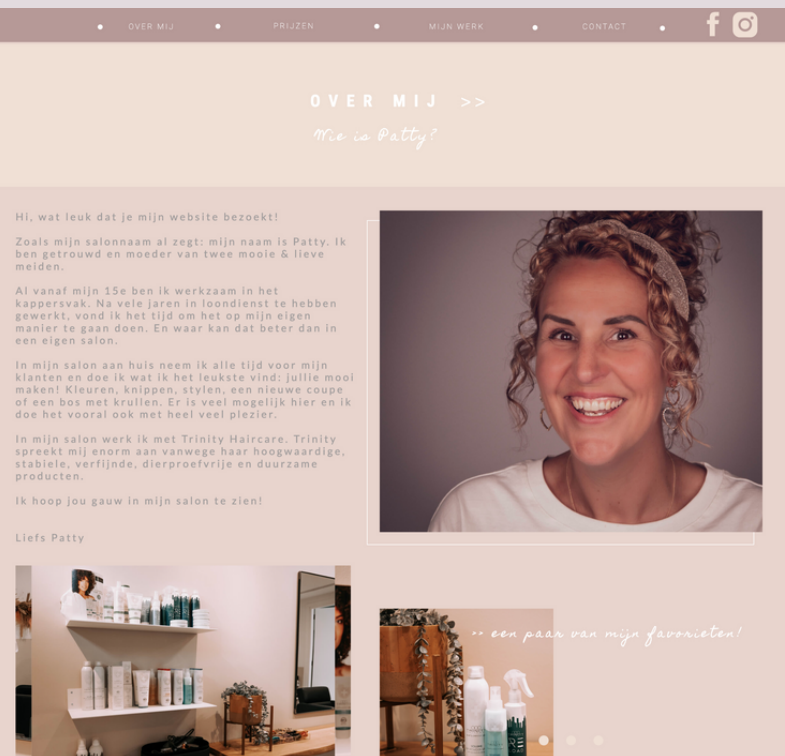 OVER MIJ
PRIJZEN
MIJN WERK
CONTACT
OVER MIJ >>
Wie is Patty?
Hi, wat leuk dat je mijn website bezoekt!
Zoals mijn salonnaam al zegt: mijn naam is Patty. Ik
ben getrouwd en moeder van twee mooie & lieve
meiden.
Al vanaf mijn 15e ben ik werkzaam in het
kappersvak. Na vele jaren in loondienst te hebben
gewerkt, vond ik het tijd om het op mijn eigen
manier te gaan doen. En waar kan dat beter dan in
een eigen salon.
In mijn salon aan huis neem ik alle tijd voor mijn
klanten en doe ik wat ik het leukste vind: jullie mooi
maken! Kleuren, knippen, stylen, een nieuwe coupe
of een bos met krullen. Er is veel mogelijk hier en ik
doe het vooral ook met heel veel plezier.
In mijn salon werk ik met Trinity Haircare. Trinity
spreekt mij enorm aan vanwege haar hoogwaardige,
stabiele, verfijnde, dierproefvrije en duurzame
producten.
Ik hoop jou gauw in mijn salon te zien!
Liefs Patty
>> een paar van mijn favorieten!